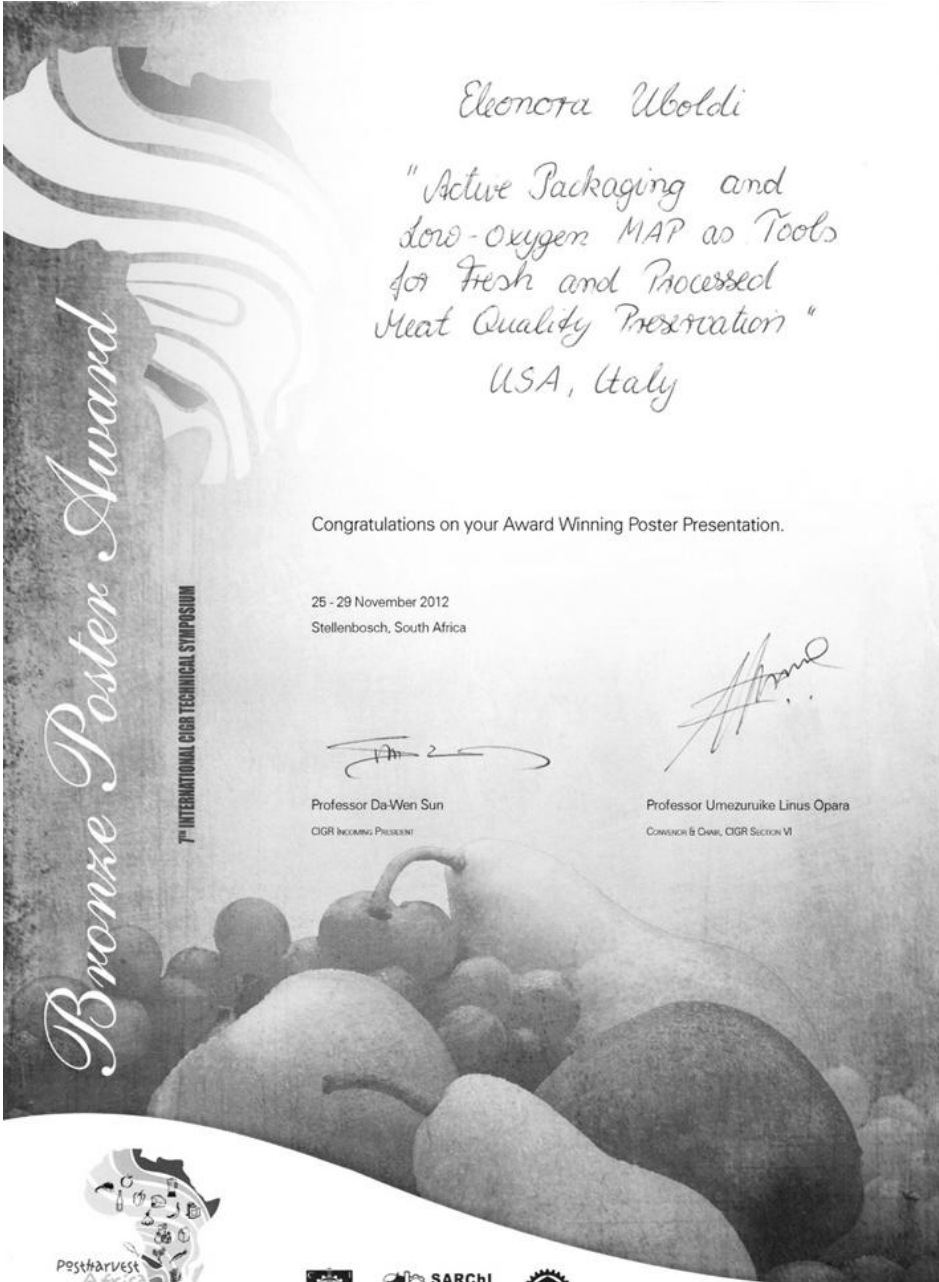 Eleonora Uboldi
"Active Packaging and
Low-oxygen MAP as Tools
for Fresh and Processed
Meat Quality Preservation"
USA, Italy
Bronze Poster Award
7TH INTERNATIONAL CIGR TECHNICAL SYMPOSIUM
Congratulations on your Award Winning Poster Presentation.
25 - 29 November 2012
Stellenbosch, South Africa
Professor Da-Wen Sun
CIGR INCOMING PRESIDENT
Professor Umezuruike Linus Opara
CONVENOR & CHAIR, CIGR SECTION VI
Postharvest
Africa
SARChI